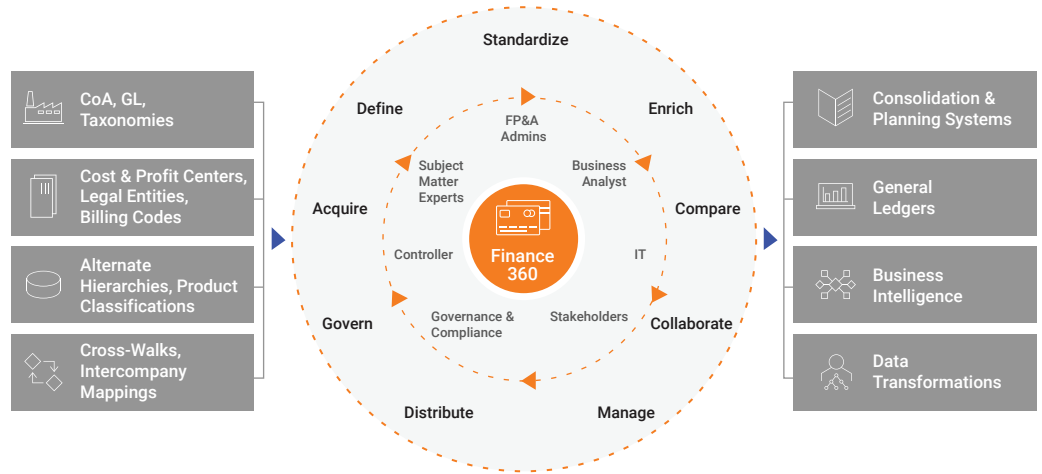 CoA, GL,
Taxonomies
Cost & Profit Centers,
Legal Entities,
Billing Codes
Alternate
Hierarchies, Product
Classifications
Cross-Walks,
Intercompany
Mappings
Standardize
Define
Enrich
Acquire
Compare
Govern
Collaborate
Distribute
Manage
FP&A
Admins
Subject
Matter
Experts
Business
Analyst
Controller
IT
Governance &
Compliance
Stakeholders
Finance
360
Consolidation &
Planning Systems
General
Ledgers
Business
Intelligence
Data
Transformations